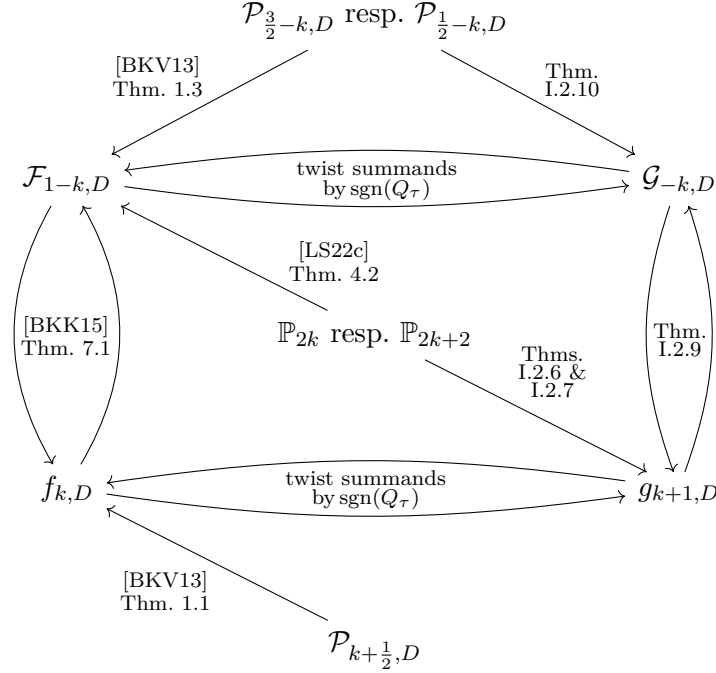 𝒫_{3/2−k,D} resp. 𝒫_{1/2−k,D}
[BKV13]
Thm. 1.3
Thm.
I.2.10
ℱ_{1−k,D}
twist summands
by sgn(Q_τ)
𝒢_{−k,D}
[LS22c]
Thm. 4.2
[BKK15]
Thm. 7.1
ℙ_{2k} resp. ℙ_{2k+2}
Thm.
I.2.9
Thms.
I.2.6 &
I.2.7
f_{k,D}
twist summands
by sgn(Q_τ)
g_{k+1,D}
[BKV13]
Thm. 1.1
𝒫_{k+1/2,D}